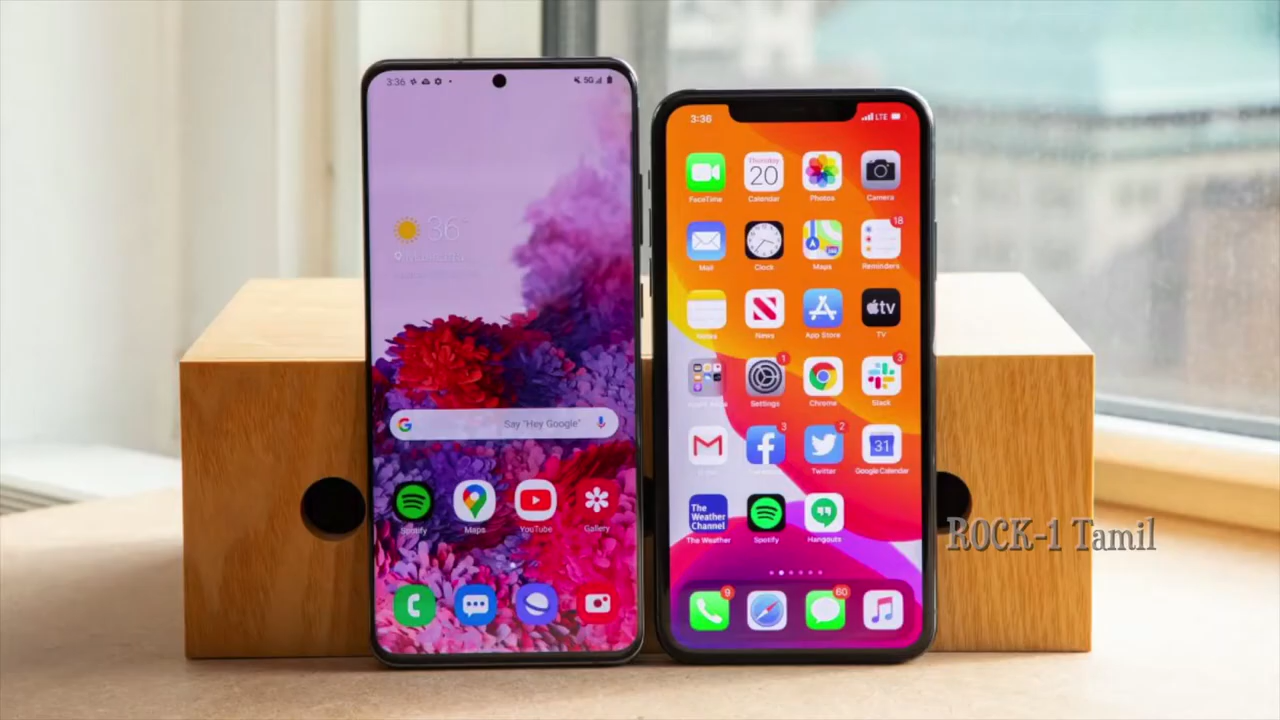 3:36
5G
36°
Say "Hey Google"
Spotify
Maps
YouTube
Gallery
3:36
LTE
Thursday
20
FaceTime
Calendar
Photos
Camera
18
Mail
Clock
Maps
Reminders
tv
Notes
News
App Store
TV
1
3
Settings
Chrome
Slack
3
2
31
Facebook
Twitter
Google Calendar
The
Weather
Channel
The Weather
Spotify
Hangouts
9
60
ROCK-1 Tamil